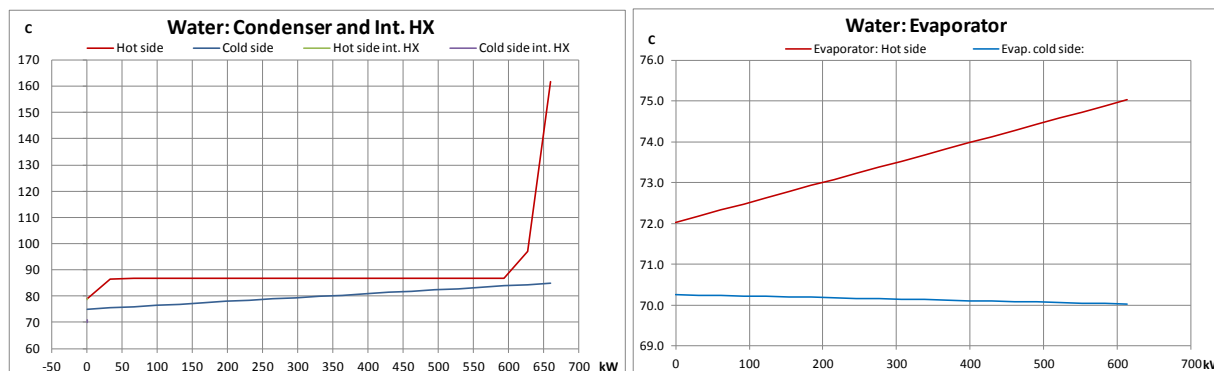 Water: Condenser and Int. HX
C
Hot side Cold side Hot side int. HX Cold side int. HX
170
160
150
140
130
120
110
100
90
80
70
60
-50 0 50 100 150 200 250 300 350 400 450 500 550 600 650 kW 700
Water: Evaporator
C
Evaporator: Hot side Evap. cold side:
76.0
75.0
74.0
73.0
72.0
71.0
70.0
69.0
0 100 200 300 400 500 600 700 kW